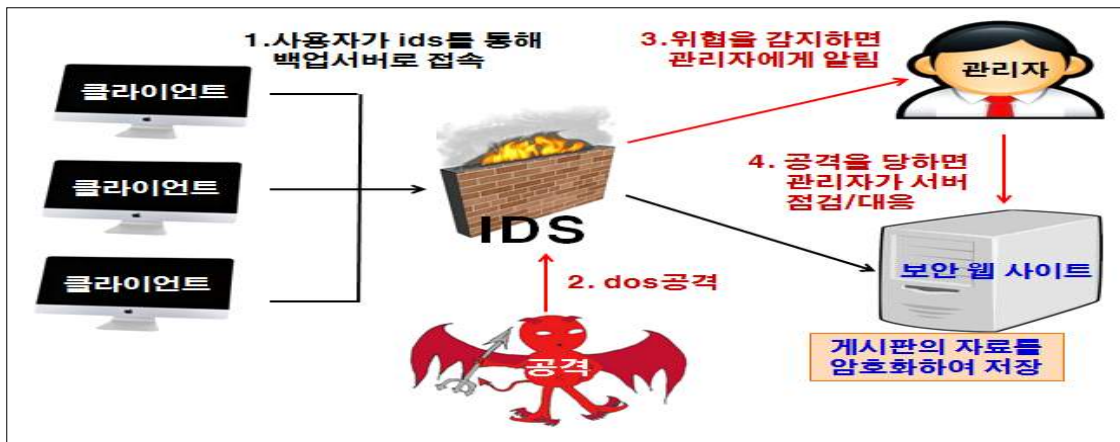 1.사용자가 ids를 통해
백업서버로 접속
3.위협을 감지하면
관리자에게 알림
관리자
클라이언트
클라이언트
클라이언트
IDS
4. 공격을 당하면
관리자가 서버
점검/대응
보안 웹 사이트
2. dos공격
공격
게시판의 자료를
암호화하여 저장